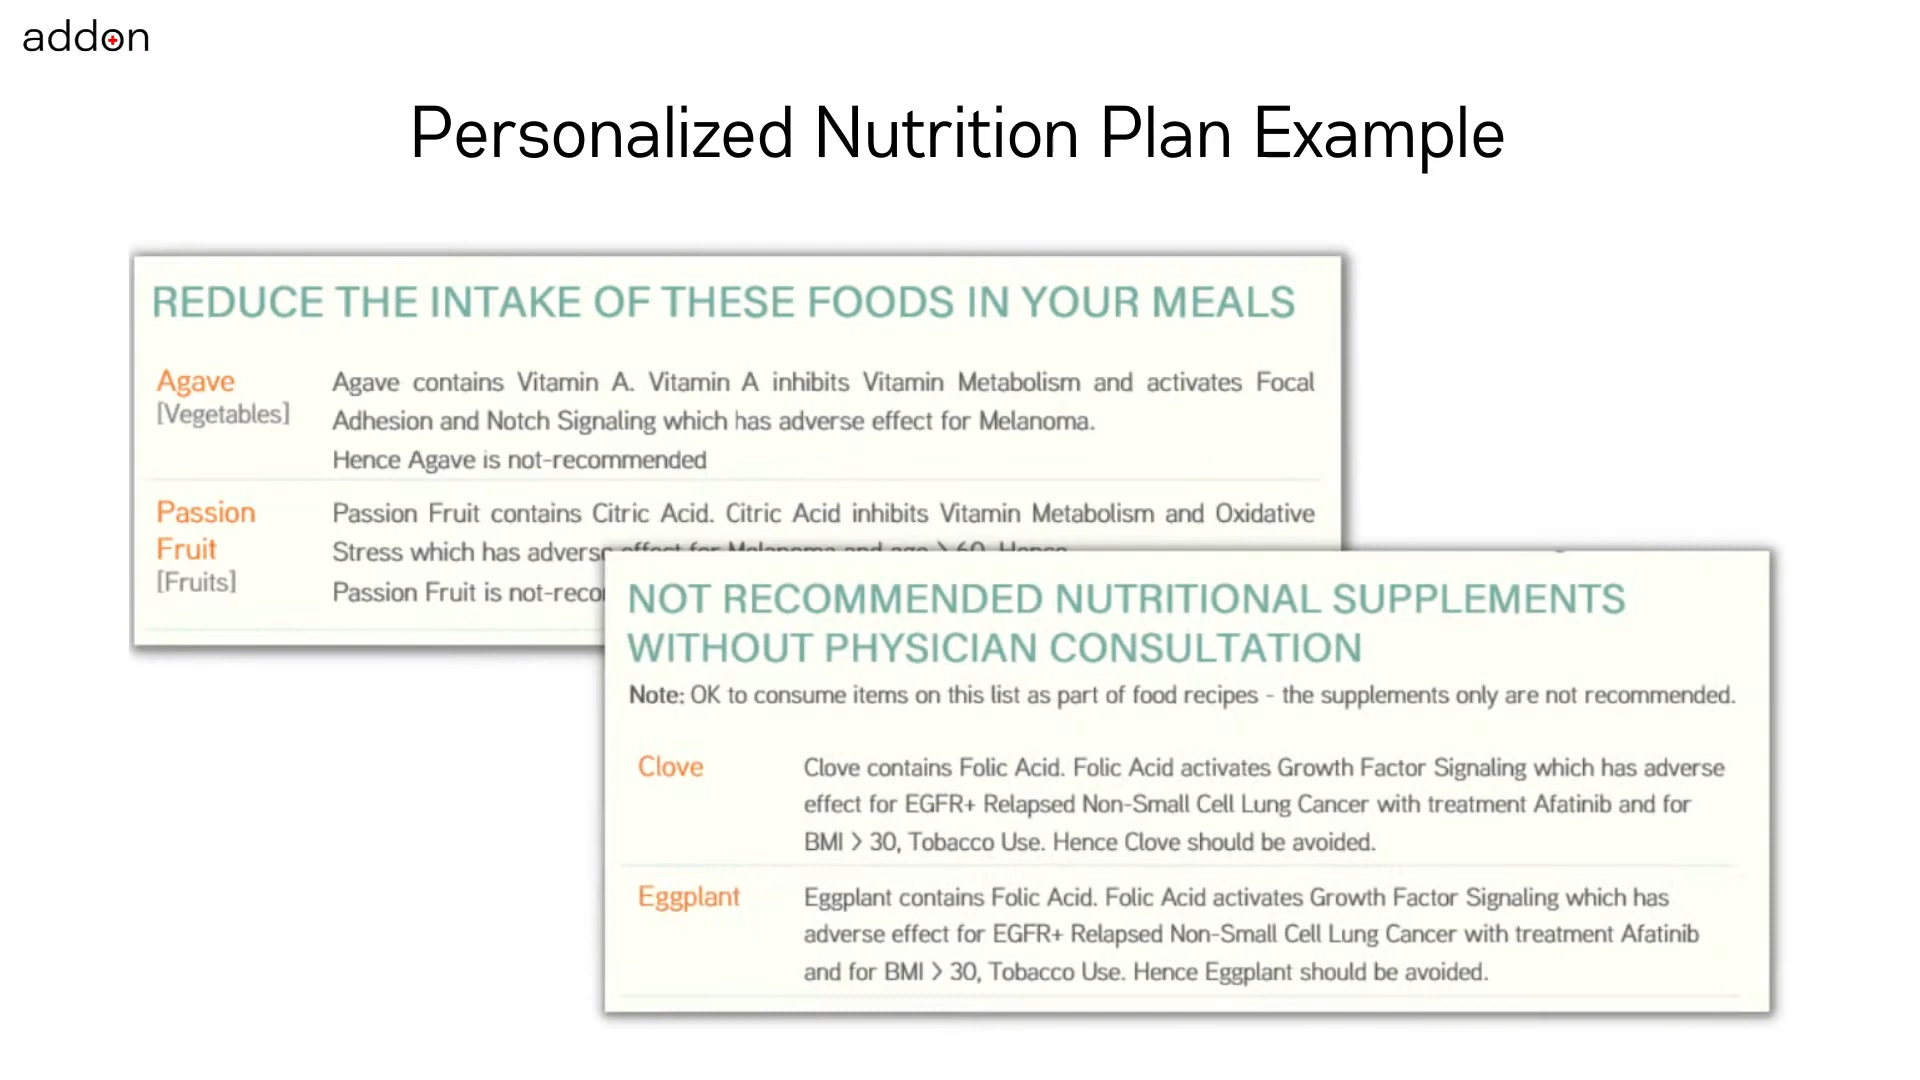 addon
Personalized Nutrition Plan Example
REDUCE THE INTAKE OF THESE FOODS IN YOUR MEALS
Agave
[Vegetables]
Agave contains Vitamin A. Vitamin A inhibits Vitamin Metabolism and activates Focal
Adhesion and Notch Signaling which has adverse effect for Melanoma.
Hence Agave is not-recommended
Passion
Fruit
[Fruits]
Passion Fruit contains Citric Acid. Citric Acid inhibits Vitamin Metabolism and Oxidative
Stress which has adverse effect for Melanoma and age > 60. Hence
Passion Fruit is not-reco
NOT RECOMMENDED NUTRITIONAL SUPPLEMENTS
WITHOUT PHYSICIAN CONSULTATION
Note: OK to consume items on this list as part of food recipes - the supplements only are not recommended.
Clove
Clove contains Folic Acid. Folic Acid activates Growth Factor Signaling which has adverse
effect for EGFR+ Relapsed Non-Small Cell Lung Cancer with treatment Afatinib and for
BMI > 30, Tobacco Use. Hence Clove should be avoided.
Eggplant
Eggplant contains Folic Acid. Folic Acid activates Growth Factor Signaling which has
adverse effect for EGFR+ Relapsed Non-Small Cell Lung Cancer with treatment Afatinib
and for BMI > 30, Tobacco Use. Hence Eggplant should be avoided.